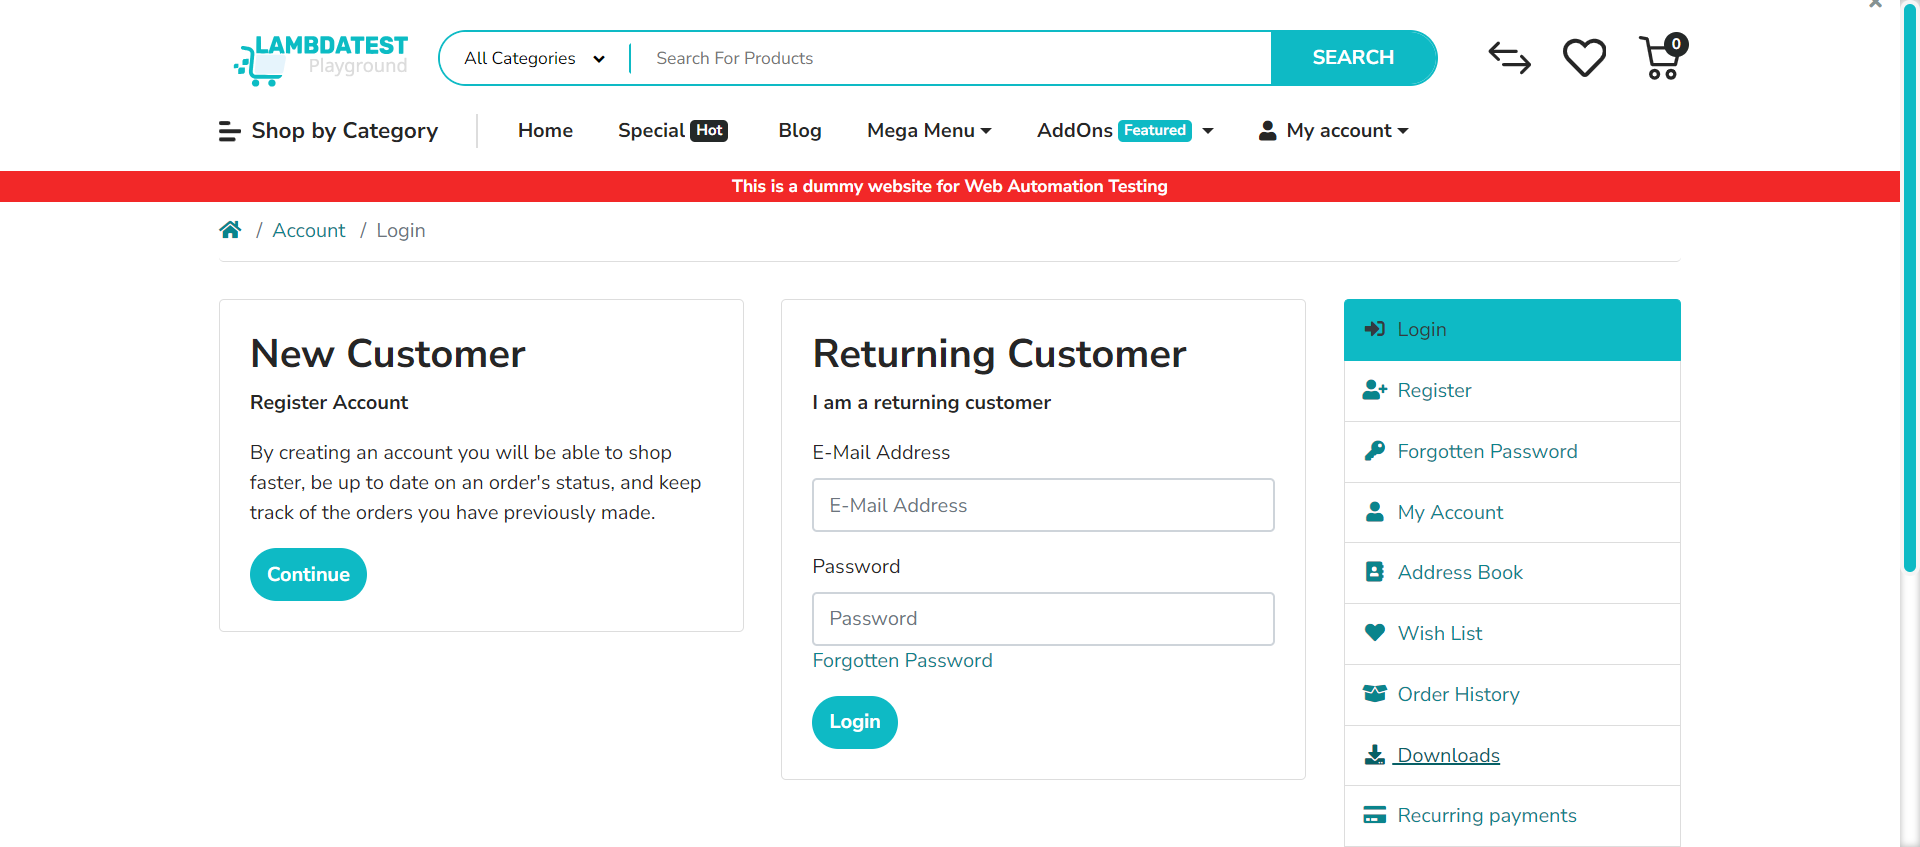 LAMBDATEST
Playground
All Categories
Search For Products
SEARCH
0
Shop by Category
Home
Special Hot
Blog
Mega Menu
AddOns Featured
My account
This is a dummy website for Web Automation Testing
/ Account / Login
New Customer
Register Account
By creating an account you will be able to shop
faster, be up to date on an order's status, and keep
track of the orders you have previously made.
Continue
Returning Customer
I am a returning customer
E-Mail Address
E-Mail Address
Password
Password
Forgotten Password
Login
Login
Register
Forgotten Password
My Account
Address Book
Wish List
Order History
Downloads
Recurring payments